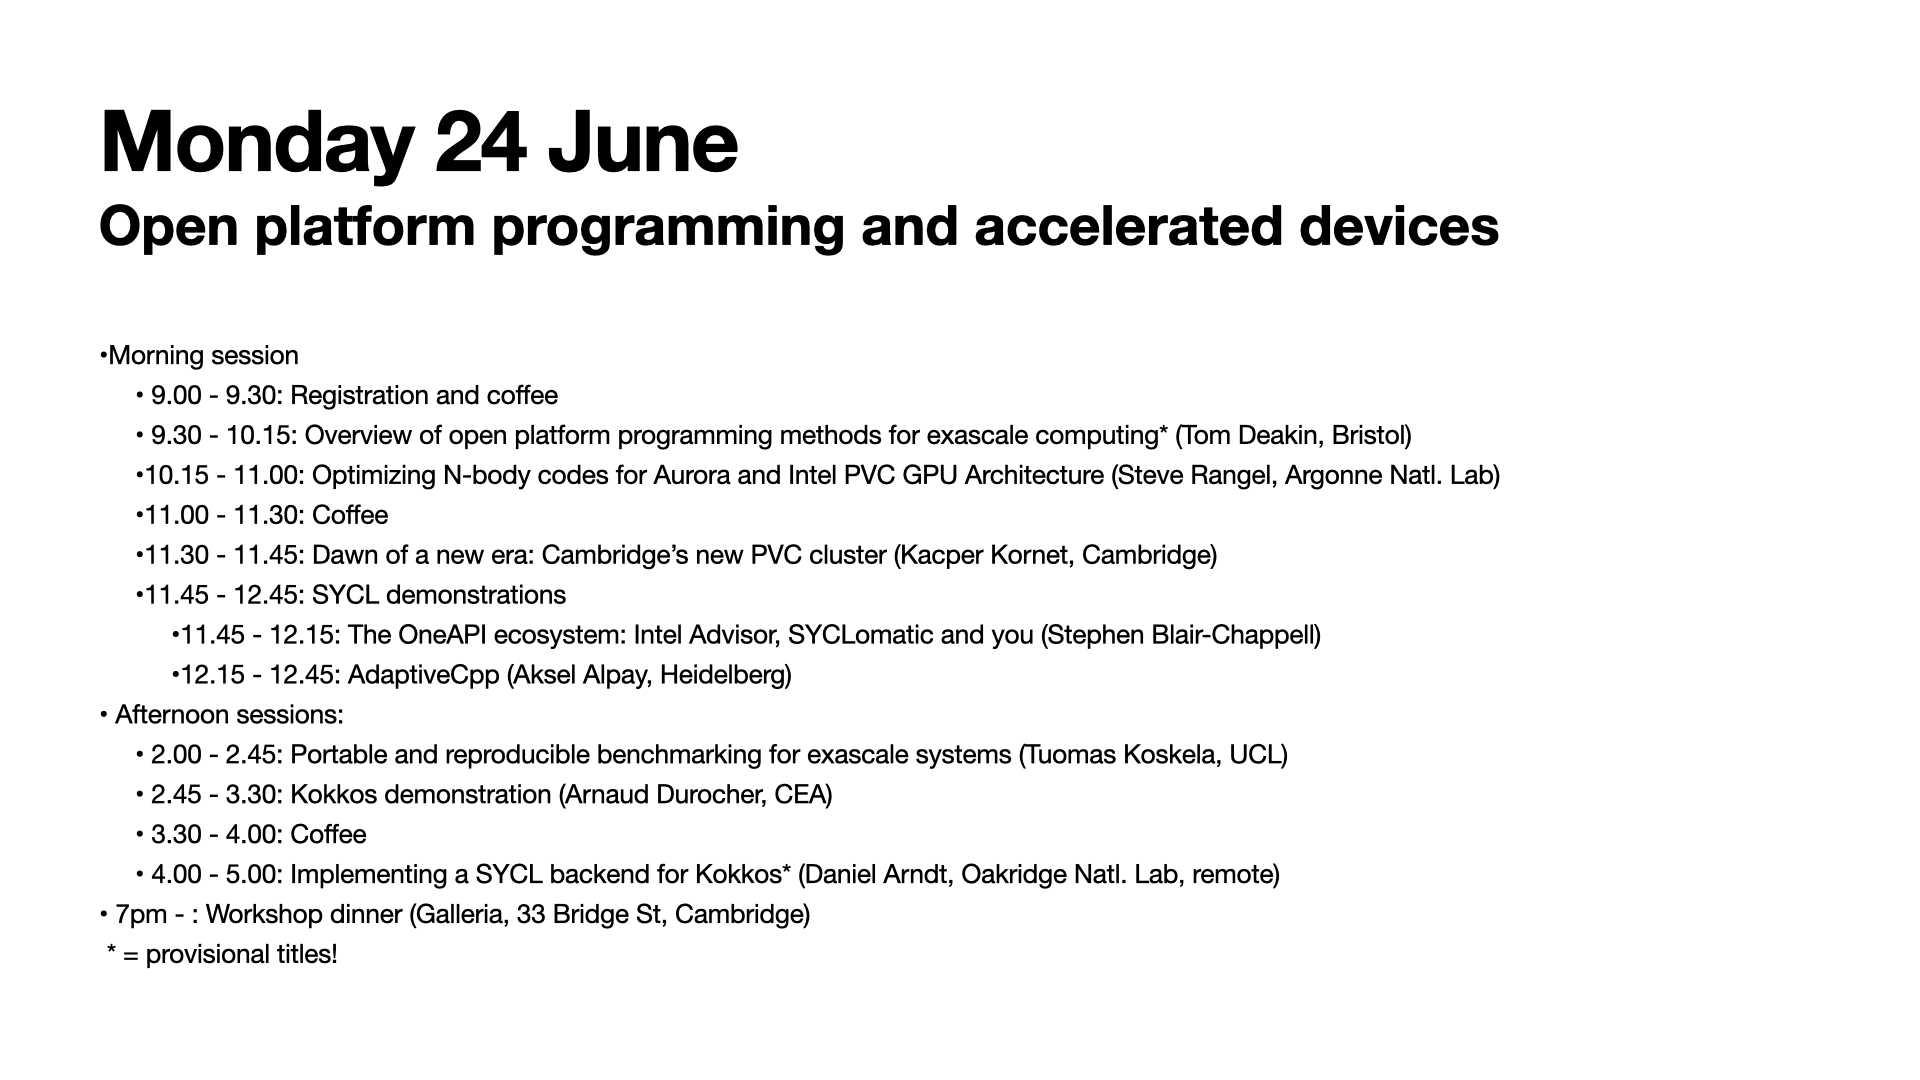 Monday 24 June
Open platform programming and accelerated devices
•Morning session
• 9.00 - 9.30: Registration and coffee
• 9.30 - 10.15: Overview of open platform programming methods for exascale computing* (Tom Deakin, Bristol)
•10.15 - 11.00: Optimizing N-body codes for Aurora and Intel PVC GPU Architecture (Steve Rangel, Argonne Natl. Lab)
•11.00 - 11.30: Coffee
•11.30 - 11.45: Dawn of a new era: Cambridge’s new PVC cluster (Kacper Kornet, Cambridge)
•11.45 - 12.45: SYCL demonstrations
•11.45 - 12.15: The OneAPI ecosystem: Intel Advisor, SYCLomatic and you (Stephen Blair-Chappell)
•12.15 - 12.45: AdaptiveCpp (Aksel Alpay, Heidelberg)
• Afternoon sessions:
• 2.00 - 2.45: Portable and reproducible benchmarking for exascale systems (Tuomas Koskela, UCL)
• 2.45 - 3.30: Kokkos demonstration (Arnaud Durocher, CEA)
• 3.30 - 4.00: Coffee
• 4.00 - 5.00: Implementing a SYCL backend for Kokkos* (Daniel Arndt, Oakridge Natl. Lab, remote)
• 7pm - : Workshop dinner (Galleria, 33 Bridge St, Cambridge)
* = provisional titles!